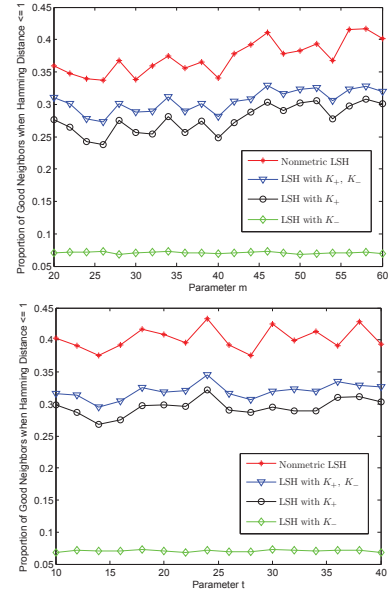 Proportion of Good Neighbors when Hamming Distance <= 1
0.45
0.4
0.35
0.3
0.25
0.2
0.15
0.1
0.05
Nonmetric LSH
LSH with K₊, K₋
LSH with K₊
LSH with K₋
20 25 30 35 40 45 50 55 60
Parameter m
Proportion of Good Neighbors when Hamming Distance <= 1
0.45
0.4
0.35
0.3
0.25
0.2
0.15
0.1
0.05
Nonmetric LSH
LSH with K₊, K₋
LSH with K₊
LSH with K₋
10 15 20 25 30 35 40
Parameter t